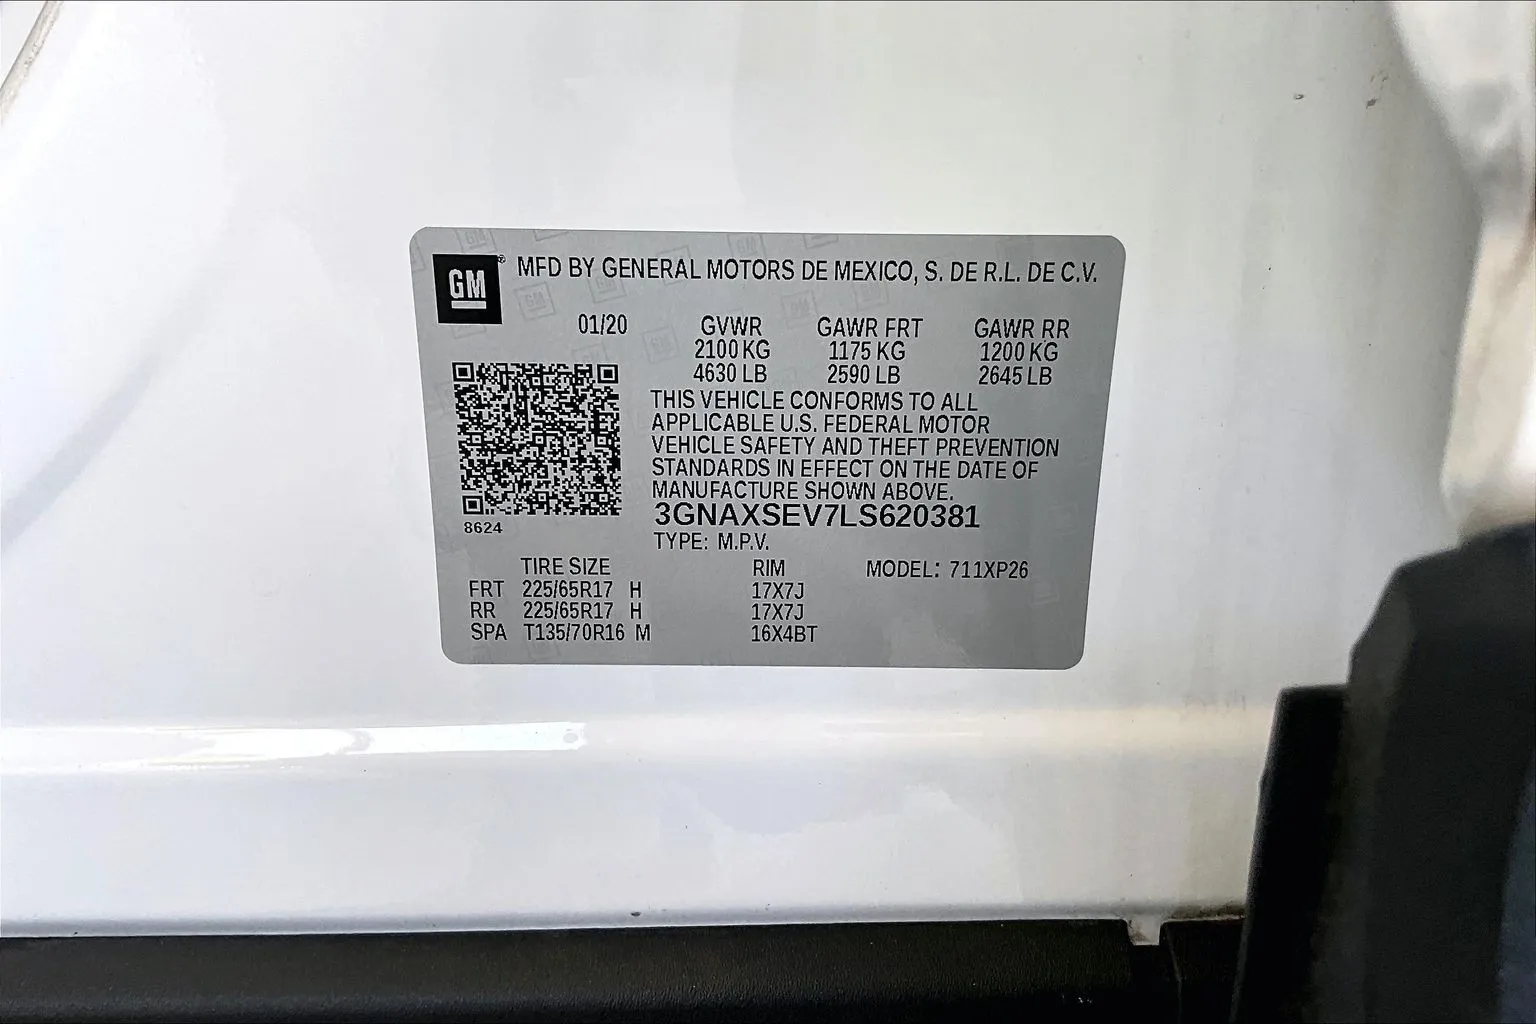 GM® MFD BY GENERAL MOTORS DE MEXICO, S. DE R.L. DE C.V.
01/20 GVWR GAWR FRT GAWR RR
2100 KG 1175 KG 1200 KG
4630 LB 2590 LB 2645 LB
THIS VEHICLE CONFORMS TO ALL
APPLICABLE U.S. FEDERAL MOTOR
VEHICLE SAFETY AND THEFT PREVENTION
STANDARDS IN EFFECT ON THE DATE OF
MANUFACTURE SHOWN ABOVE.
3GNAXSEV7LS620381
8624
TYPE: M.P.V.
TIRE SIZE RIM MODEL: 711XP26
FRT 225/65R17 H 17X7J
RR 225/65R17 H 17X7J
SPA T135/70R16 M 16X4BT